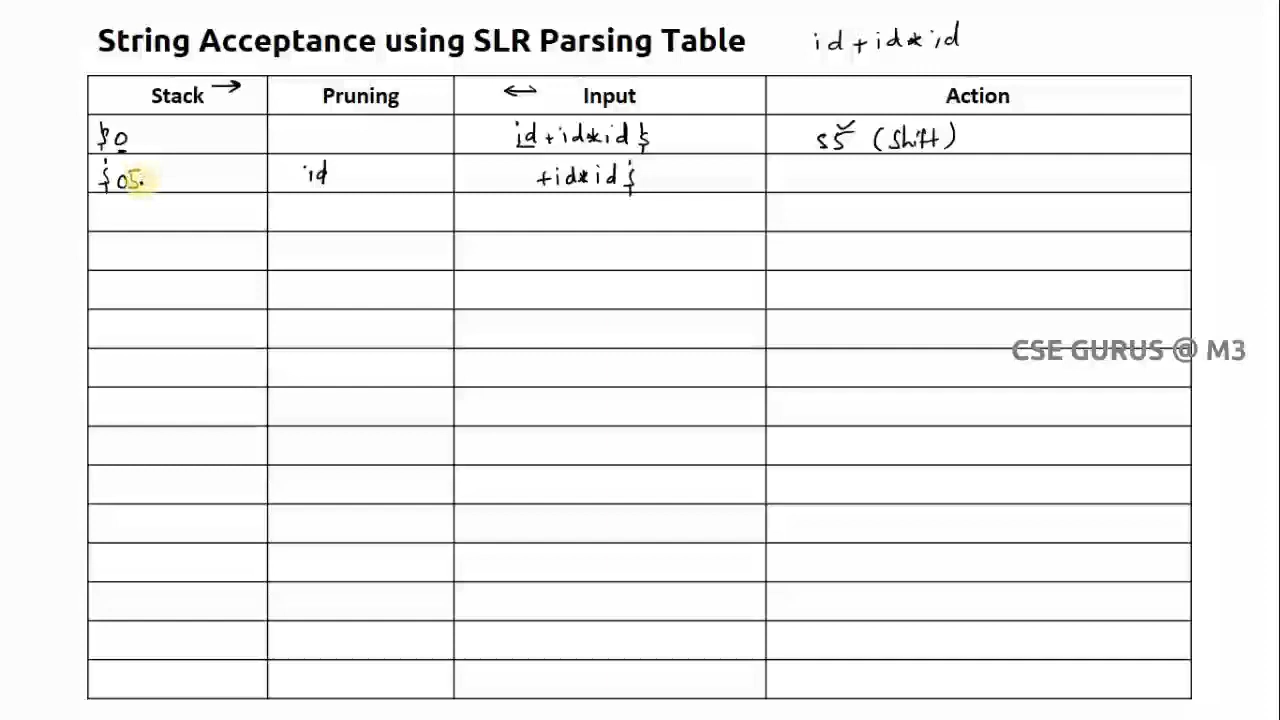 String Acceptance using SLR Parsing Table id+id*id
Stack → Pruning ↔ Input Action
$0 id+id*id$ s5 (shift)
$05 id +id*id$
CSE GURUS @ M3